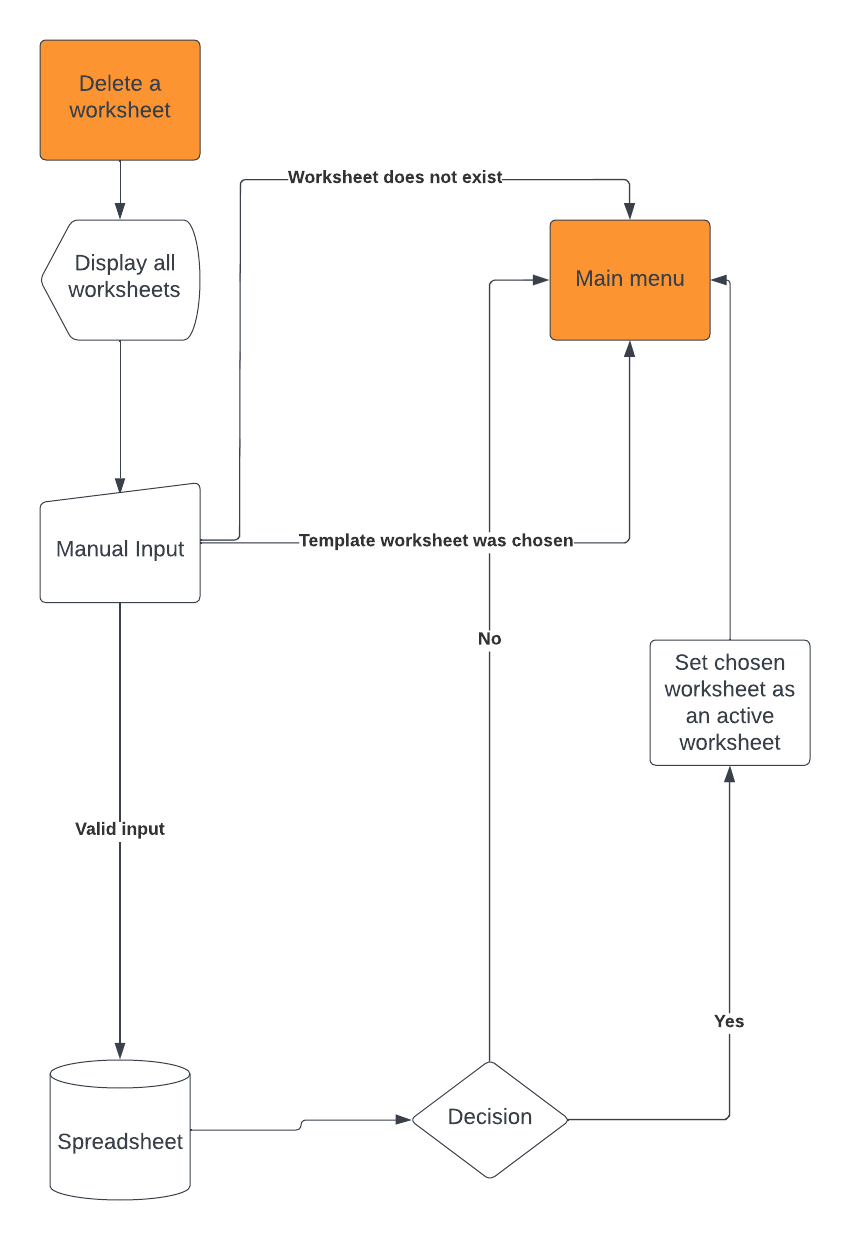 Delete a
worksheet
Worksheet does not exist
Display all
worksheets
Main menu
Manual Input
Template worksheet was chosen
No
Set chosen
worksheet as
an active
worksheet
Valid input
Yes
Spreadsheet
Decision